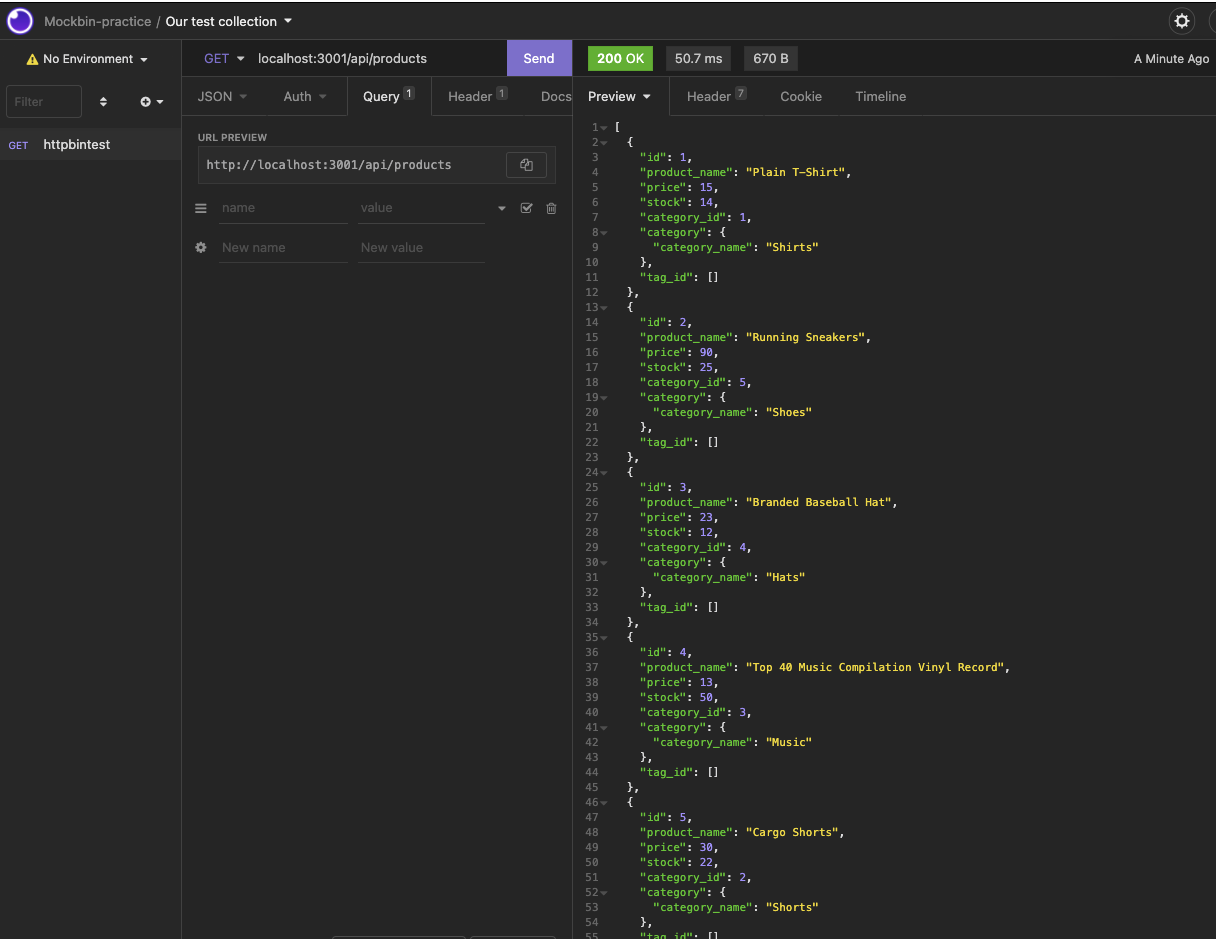 Mockbin-practice / Our test collection
No Environment
GET localhost:3001/api/products Send
200 OK 50.7 ms 670 B A Minute Ago
Filter
JSON Auth Query 1 Header 1 Docs
Preview Header 7 Cookie Timeline
GET httpbintest
URL PREVIEW
http://localhost:3001/api/products
name value
New name New value
1 [
2 {
3 "id": 1,
4 "product_name": "Plain T-Shirt",
5 "price": 15,
6 "stock": 14,
7 "category_id": 1,
8 "category": {
9 "category_name": "Shirts"
10 },
11 "tag_id": []
12 },
13 {
14 "id": 2,
15 "product_name": "Running Sneakers",
16 "price": 90,
17 "stock": 25,
18 "category_id": 5,
19 "category": {
20 "category_name": "Shoes"
21 },
22 "tag_id": []
23 },
24 {
25 "id": 3,
26 "product_name": "Branded Baseball Hat",
27 "price": 23,
28 "stock": 12,
29 "category_id": 4,
30 "category": {
31 "category_name": "Hats"
32 },
33 "tag_id": []
34 },
35 {
36 "id": 4,
37 "product_name": "Top 40 Music Compilation Vinyl Record",
38 "price": 13,
39 "stock": 50,
40 "category_id": 3,
41 "category": {
42 "category_name": "Music"
43 },
44 "tag_id": []
45 },
46 {
47 "id": 5,
48 "product_name": "Cargo Shorts",
49 "price": 30,
50 "stock": 22,
51 "category_id": 2,
52 "category": {
53 "category_name": "Shorts"
54 },
55 "tag_id": []